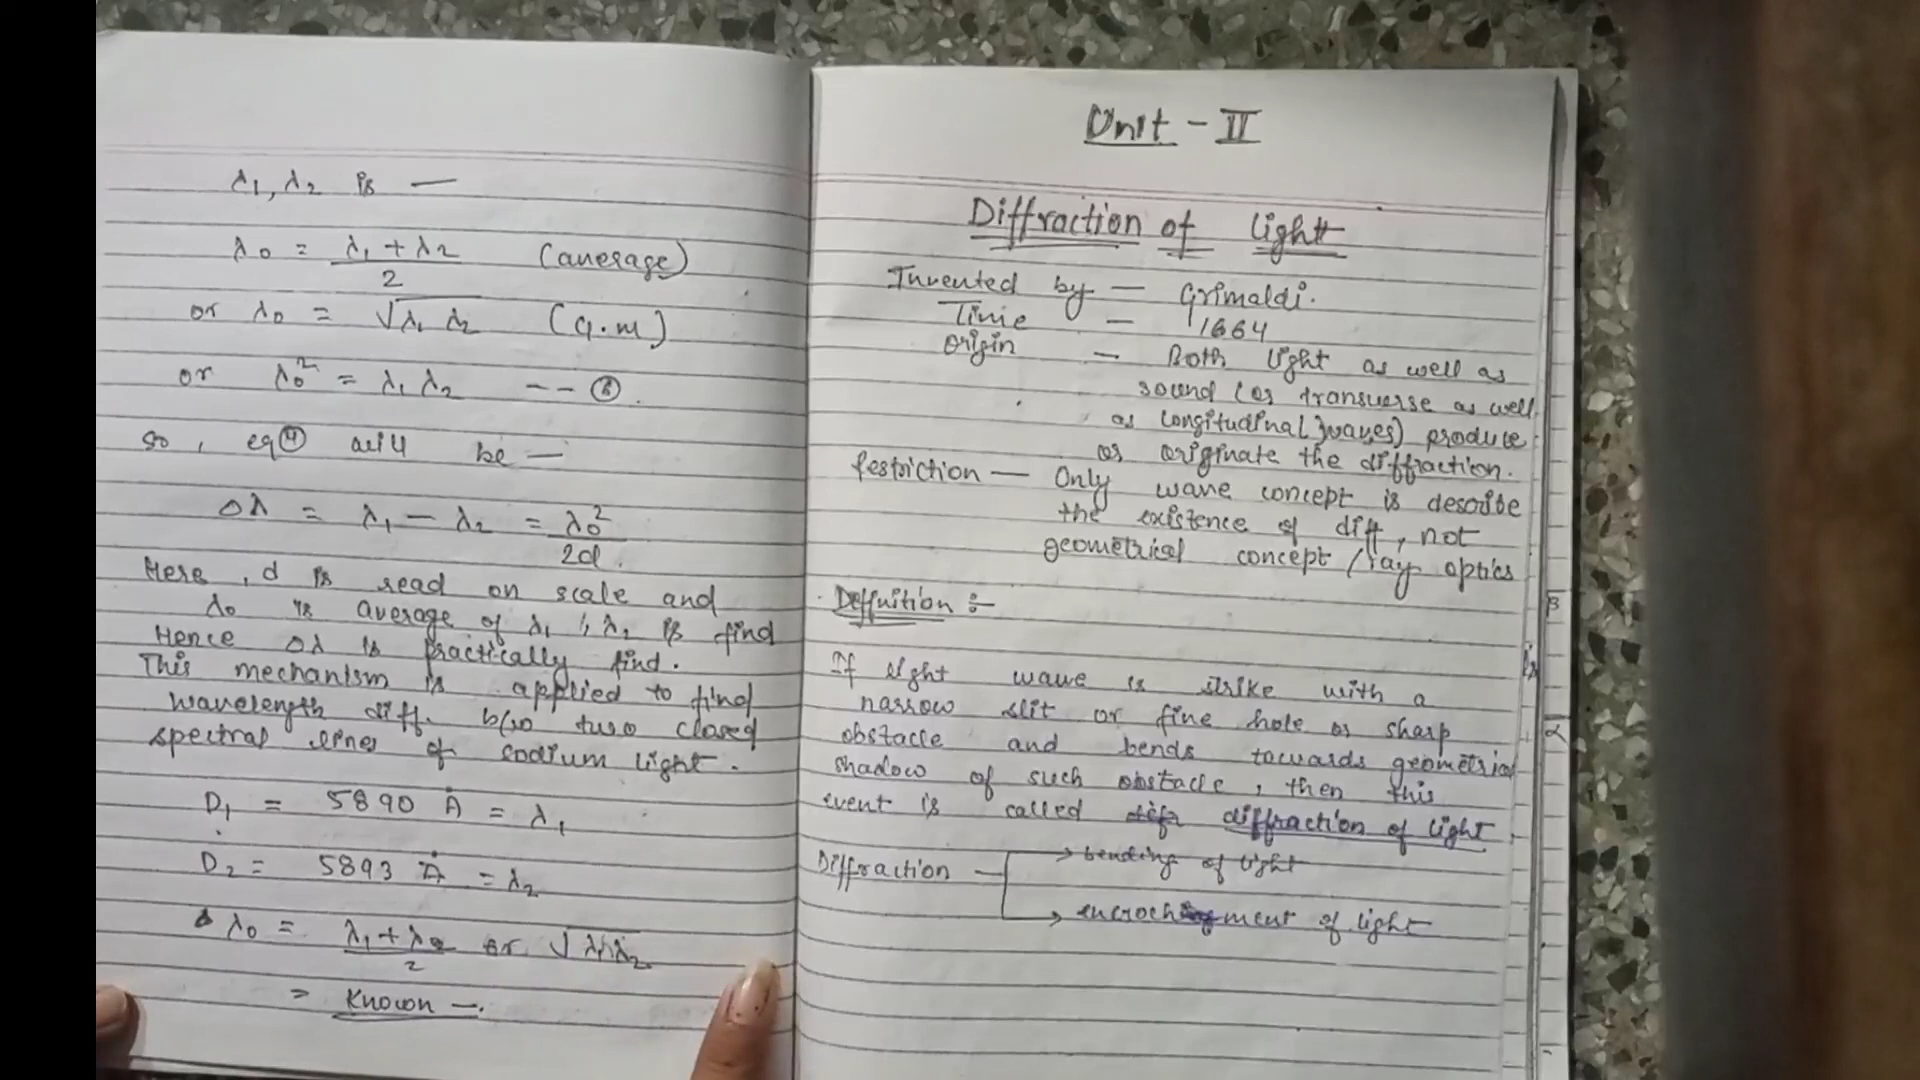 λ1, λ2 is —
λ0 = λ1 + λ2 / 2 (average)
or λ0 = √λ1 λ2 (G.m)
or λ0² = λ1 λ2 --- ⑧.
so, eq④ will be —
Δλ = λ1 − λ2 = λ0² / 2d.
Here, d is read on scale and
λ0 is average of λ1, λ2 is find
Hence Δλ is practically find.
This mechanism is applied to find
wavelength diff. b/w two closed
spectral lines of sodium light.
D1 = 5890 Å = λ1
D2 = 5893 Å = λ2
λ0 = λ1 + λ2 / 2 or √λ1λ2.
= Known —.
Unit - II
Diffraction of light
Invented by — Grimaldi.
Time — 1664
Origin — Both light as well as
sound (or transverse as well
as longitudinal waves) produce
or originate the diffraction.
Restriction — Only wave concept is describe
the existence of diff, not
geometrical concept / ray optics
Deffnition :-
If light wave is strike with a
narrow slit or fine hole or sharp
obstacle and bends towards geometrical
shadow of such obstacle, then this
event is called diffraction of light.
Diffraction → bending of light
→ encrochment of light
B
α